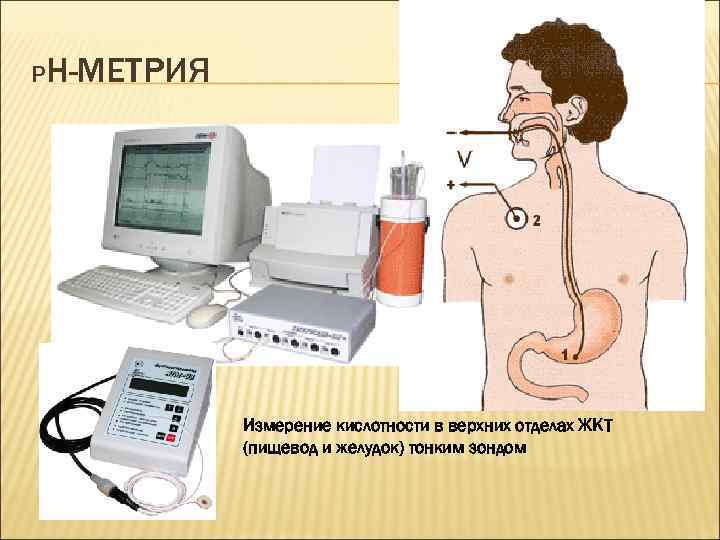 PH-МЕТРИЯ
−
V
+
2
1
Измерение кислотности в верхних отделах ЖКТ
(пищевод и желудок) тонким зондом